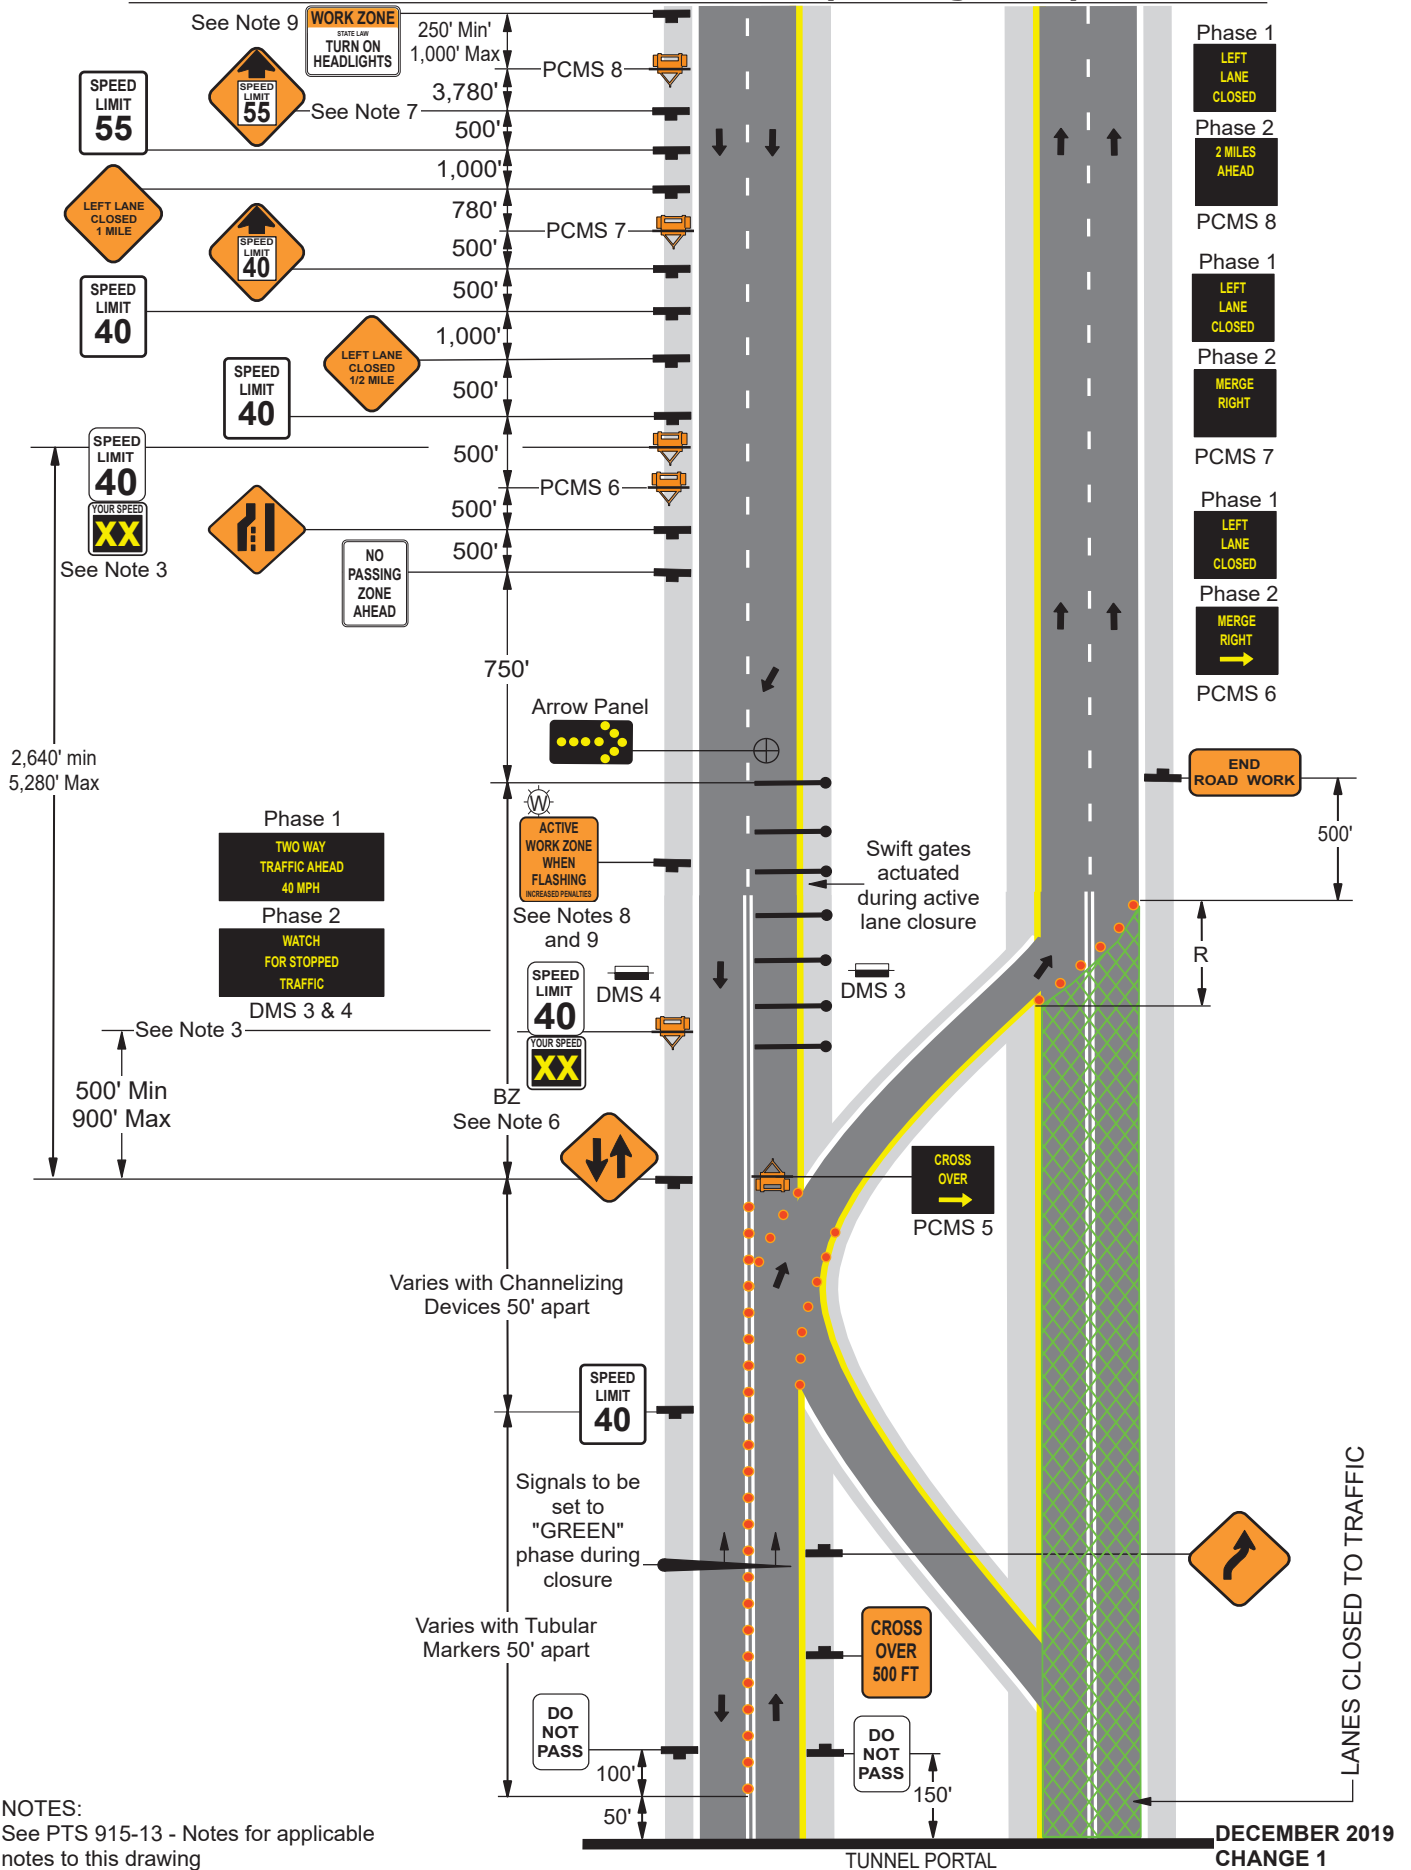 See Note 9
WORK ZONE
STATE LAW
TURN ON
HEADLIGHTS
250' Min'
1,000' Max
PCMS 8
3,780'
SPEED
LIMIT
55
SPEED
LIMIT
55
See Note 7
500'
1,000'
LEFT LANE
CLOSED
1 MILE
780'
PCMS 7
500'
SPEED
LIMIT
40
500'
SPEED
LIMIT
40
1,000'
LEFT LANE
CLOSED
1/2 MILE
500'
SPEED
LIMIT
40
SPEED
LIMIT
40
YOUR SPEED
XX
See Note 3
500'
PCMS 6
500'
500'
NO
PASSING
ZONE
AHEAD
750'
Arrow Panel
2,640' min
5,280' Max
Phase 1
TWO WAY
TRAFFIC AHEAD
40 MPH
Phase 2
WATCH
FOR STOPPED
TRAFFIC
DMS 3 & 4
W
ACTIVE
WORK ZONE
WHEN
FLASHING
INCREASED PENALTIES
See Notes 8
and 9
Swift gates
actuated
during active
lane closure
SPEED
LIMIT
40
YOUR SPEED
XX
DMS 4
DMS 3
See Note 3
500' Min
900' Max
BZ
See Note 6
CROSS
OVER
PCMS 5
Varies with Channelizing
Devices 50' apart
SPEED
LIMIT
40
Signals to be
set to
"GREEN"
phase during
closure
Varies with Tubular
Markers 50' apart
CROSS
OVER
500 FT
DO
NOT
PASS
DO
NOT
PASS
100'
50'
150'
Phase 1
LEFT
LANE
CLOSED
Phase 2
2 MILES
AHEAD
PCMS 8
Phase 1
LEFT
LANE
CLOSED
Phase 2
MERGE
RIGHT
PCMS 7
Phase 1
LEFT
LANE
CLOSED
Phase 2
MERGE
RIGHT
PCMS 6
END
ROAD WORK
500'
R
LANES CLOSED TO TRAFFIC
NOTES:
See PTS 915-13 - Notes for applicable
notes to this drawing
TUNNEL PORTAL
DECEMBER 2019
CHANGE 1